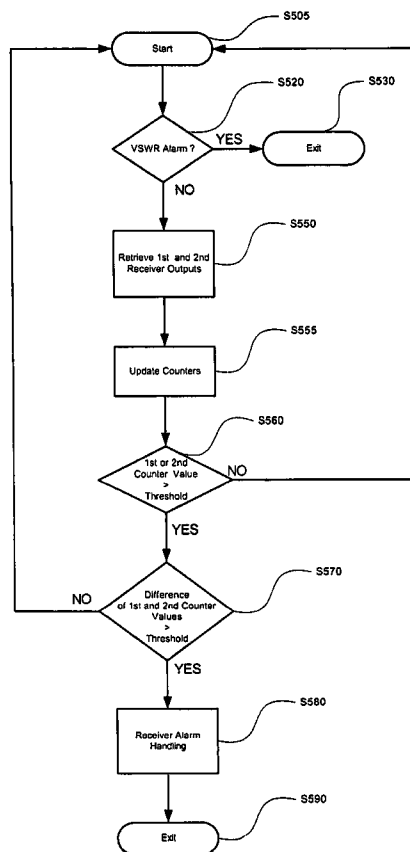 S505
Start
S520
S530
VSWR Alarm ?
YES
Exit
NO
S550
Retrieve 1st and 2nd
Receiver Outputs
S555
Update Counters
S560
1st or 2nd
Counter Value
>
Threshold
NO
YES
S570
NO
Difference
of 1st and 2nd Counter
Values
>
Threshold
YES
S580
Receiver Alarm
Handling
S590
Exit